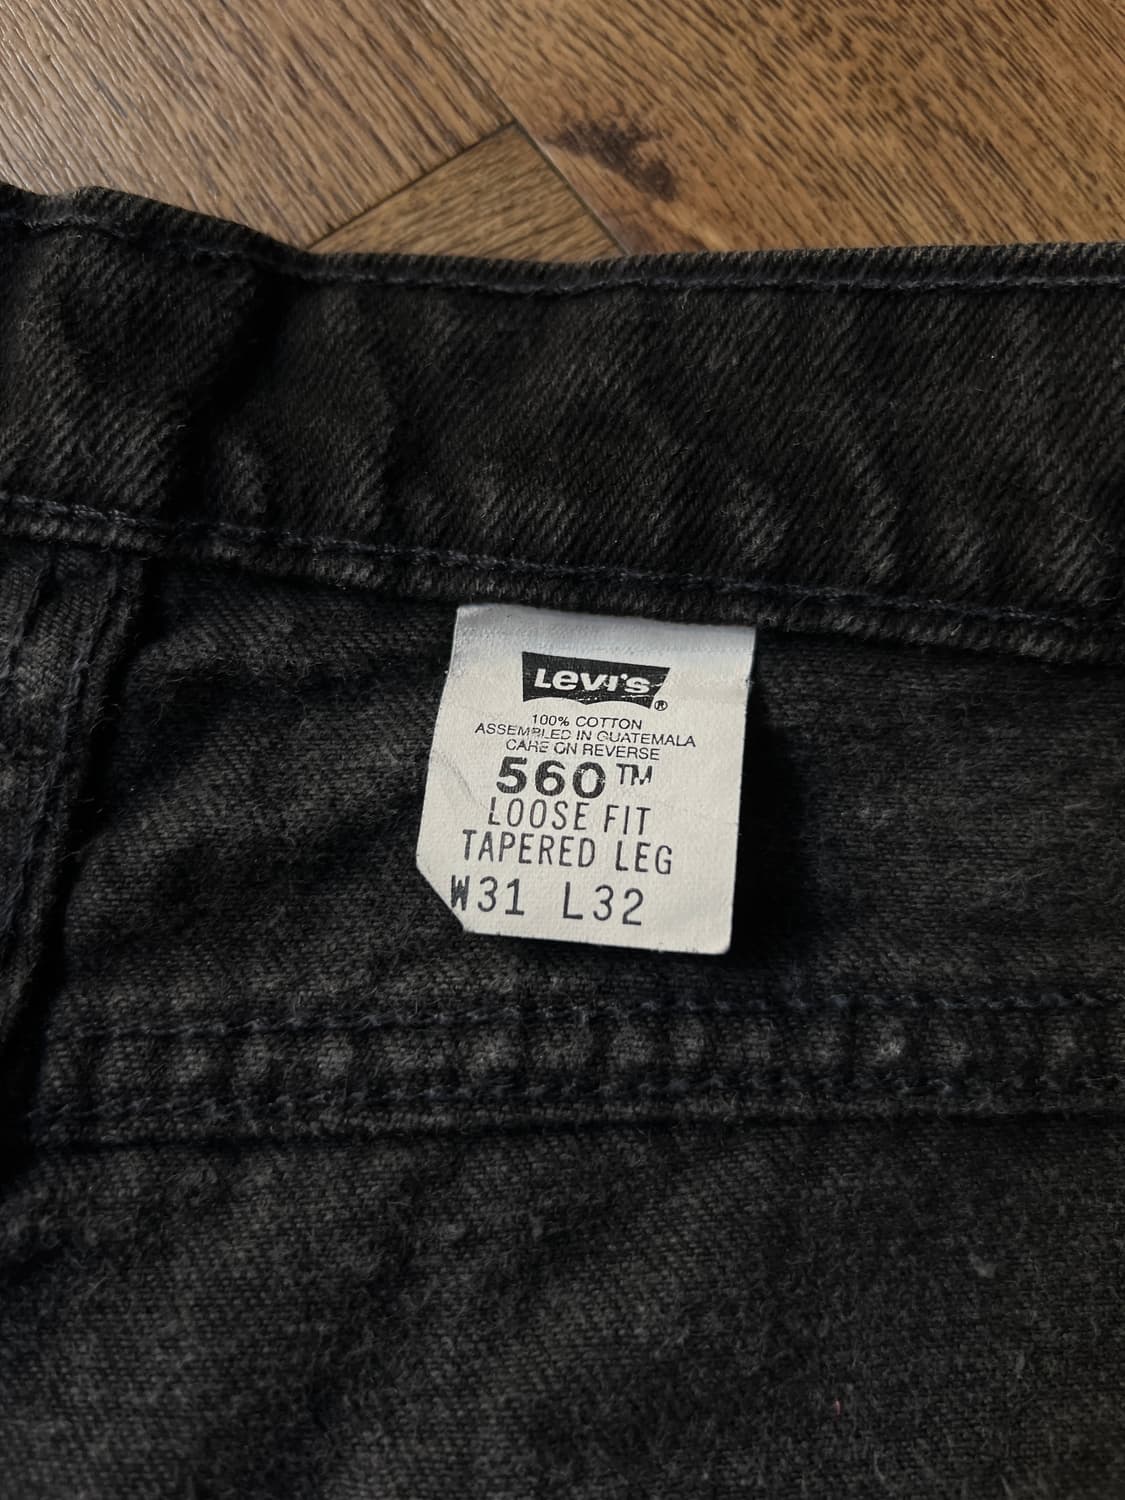 Levi's®
100% COTTON
ASSEMBLED IN GUATEMALA
CARE ON REVERSE
560™
LOOSE FIT
TAPERED LEG
W31 L32